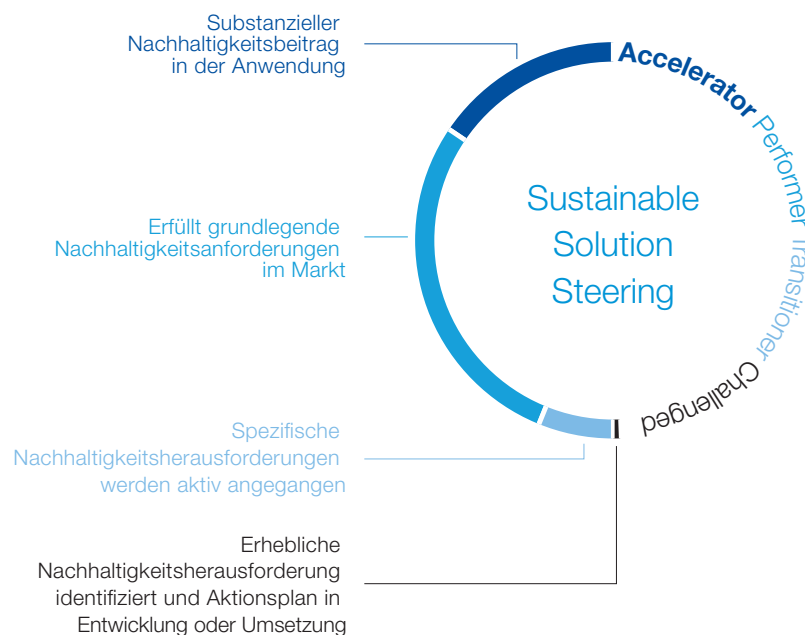 Substanzieller
Nachhaltigkeitsbeitrag
in der Anwendung
Erfüllt grundlegende
Nachhaltigkeitsanforderungen
im Markt
Spezifische
Nachhaltigkeitsherausforderungen
werden aktiv angegangen
Erhebliche
Nachhaltigkeitsherausforderung
identifiziert und Aktionsplan in
Entwicklung oder Umsetzung
Sustainable
Solution
Steering
Accelerator Performer Transitioner Challenged